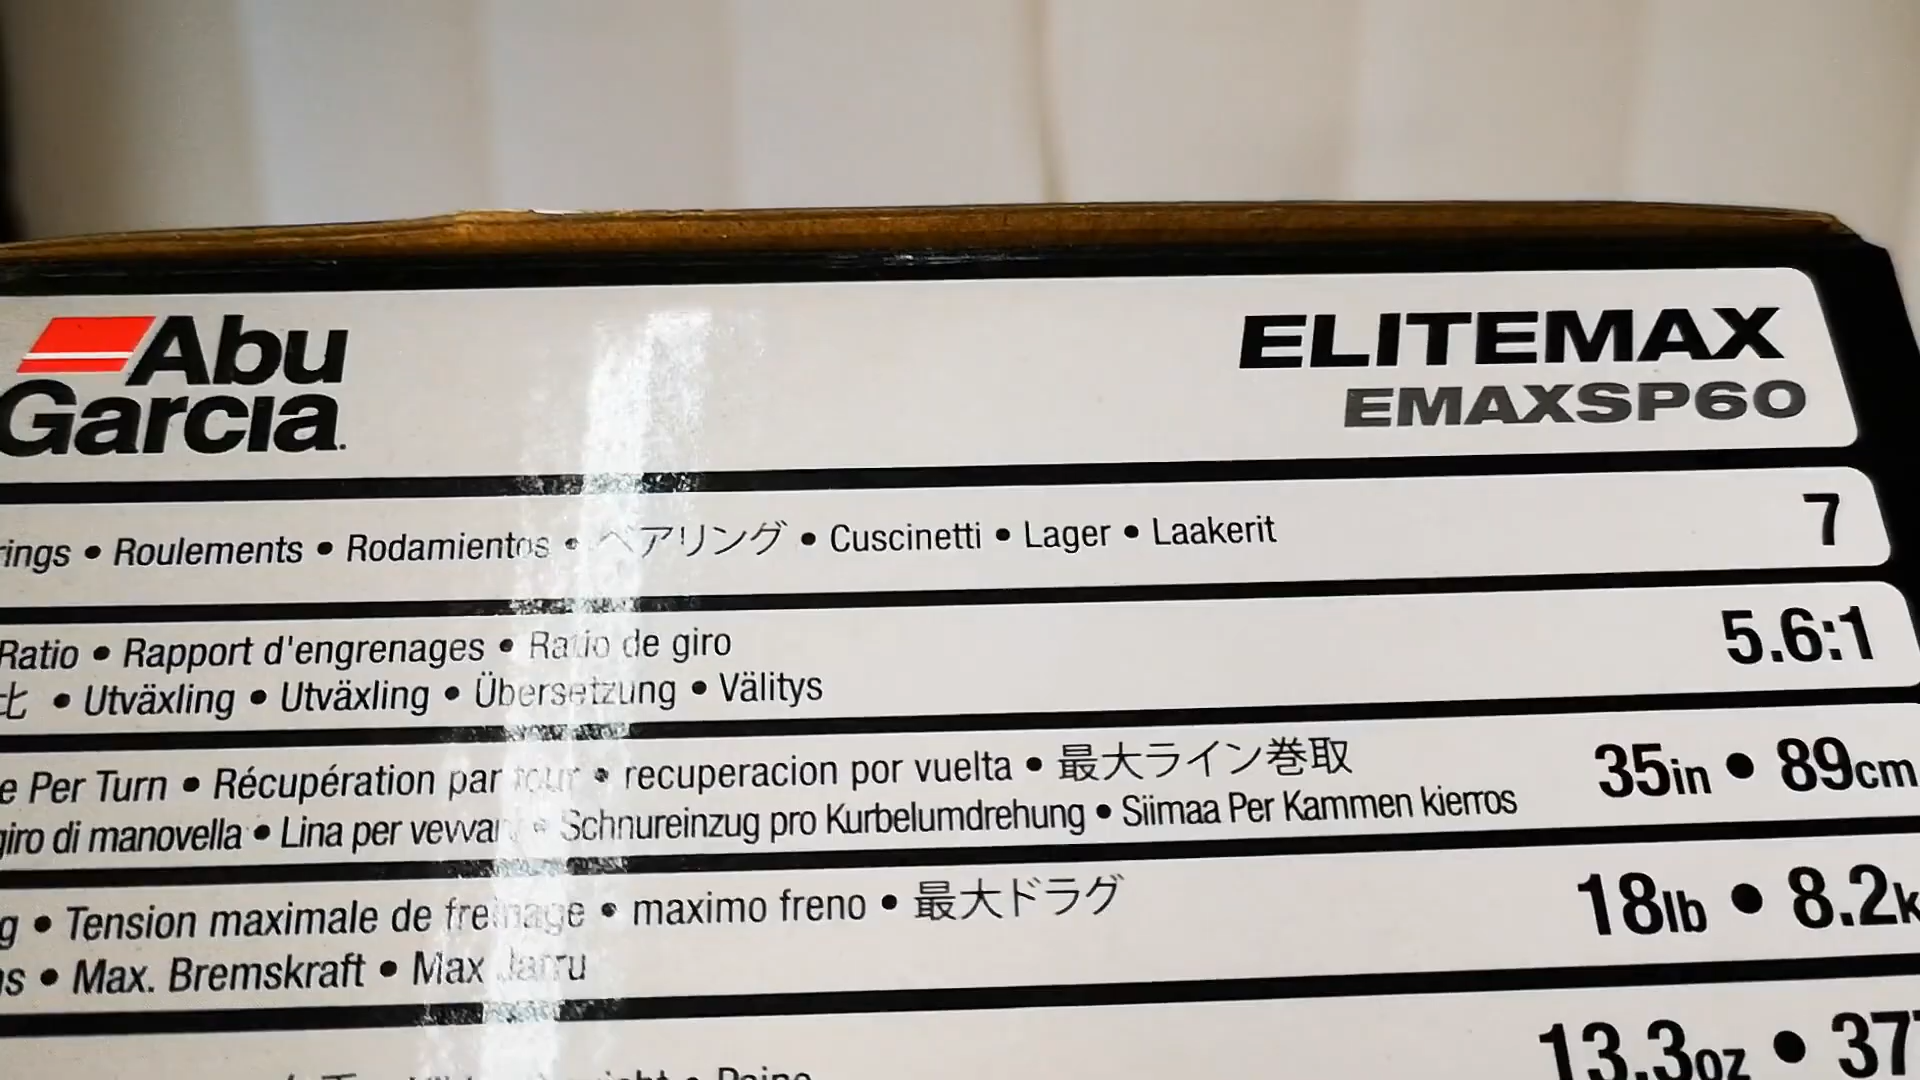 Abu
Garcia
ELITEMAX
EMAXSP60
rings • Roulements • Rodamientos • ベアリング • Cuscinetti • Lager • Laakerit
7
Ratio • Rapport d'engrenages • Ratio de giro
比 • Utväxling • Utväxling • Übersetzung • Välitys
5.6:1
e Per Turn • Récupération par tour • recuperacion por vuelta • 最大ライン巻取
giro di manovella • Lina per vevvarv • Schnureinzug pro Kurbelumdrehung • Siimaa Per Kammen kierros
35in • 89cm
g • Tension maximale de freinage • maximo freno • 最大ドラグ
s • Max. Bremskraft • Max Jarru
18lb • 8.2k
13.3oz • 377
Paino